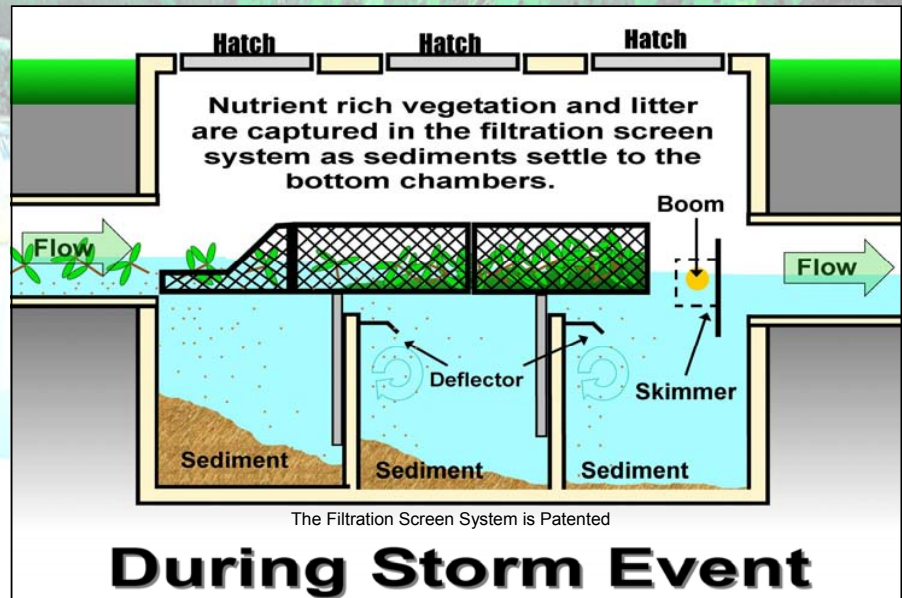 Hatch Hatch Hatch
Nutrient rich vegetation and litter
are captured in the filtration screen
system as sediments settle to the
bottom chambers.
Boom
Flow
Flow
Deflector
Skimmer
Sediment
Sediment
Sediment
The Filtration Screen System is Patented
During Storm Event